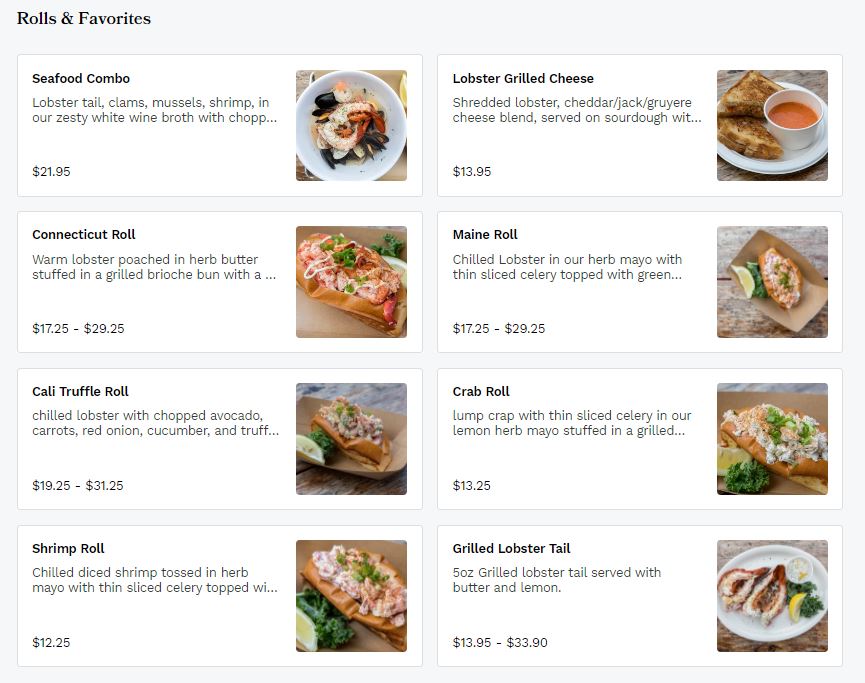 Rolls & Favorites
Seafood Combo
Lobster tail, clams, mussels, shrimp, in
our zesty white wine broth with chopp...
$21.95
Lobster Grilled Cheese
Shredded lobster, cheddar/jack/gruyere
cheese blend, served on sourdough wit...
$13.95
Connecticut Roll
Warm lobster poached in herb butter
stuffed in a grilled brioche bun with a ...
$17.25 - $29.25
Maine Roll
Chilled Lobster in our herb mayo with
thin sliced celery topped with green...
$17.25 - $29.25
Cali Truffle Roll
chilled lobster with chopped avocado,
carrots, red onion, cucumber, and truff...
$19.25 - $31.25
Crab Roll
lump crap with thin sliced celery in our
lemon herb mayo stuffed in a grilled...
$13.25
Shrimp Roll
Chilled diced shrimp tossed in herb
mayo with thin sliced celery topped wi...
$12.25
Grilled Lobster Tail
5oz Grilled lobster tail served with
butter and lemon.
$13.95 - $33.90